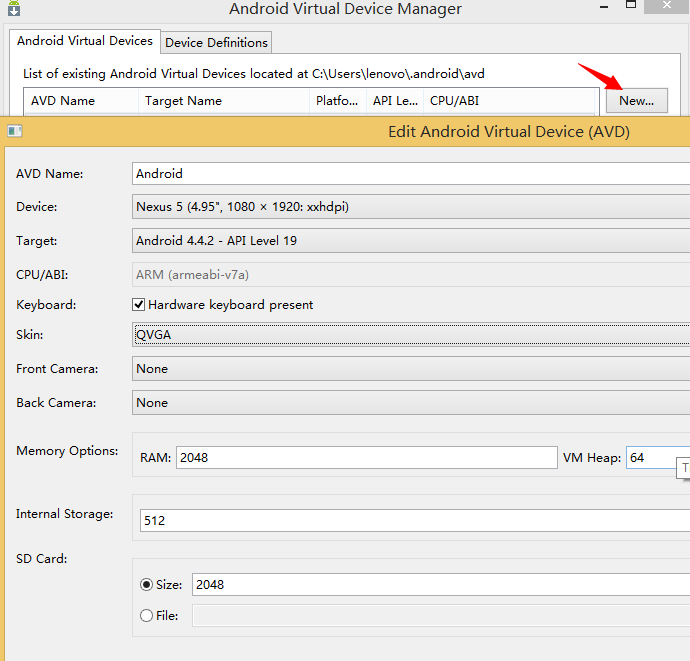 Android Virtual Device Manager
Android Virtual Devices Device Definitions
List of existing Android Virtual Devices located at C:\Users\lenovo\.android\avd
AVD Name Target Name Platfo... API Le... CPU/ABI New...
Edit Android Virtual Device (AVD)
AVD Name: Android
Device: Nexus 5 (4.95", 1080 × 1920: xxhdpi)
Target: Android 4.4.2 - API Level 19
CPU/ABI: ARM (armeabi-v7a)
Keyboard: Hardware keyboard present
Skin: QVGA
Front Camera: None
Back Camera: None
Memory Options: RAM: 2048 VM Heap: 64
T
Internal Storage: 512
SD Card:
Size: 2048
File: